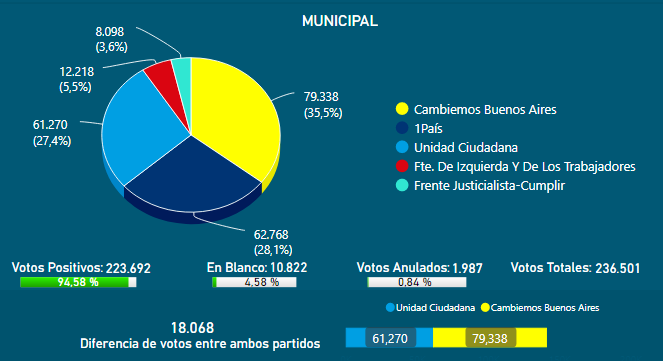 MUNICIPAL
8.098
(3,6%)
12.218
(5,5%)
79.338
(35,5%)
61.270
(27,4%)
62.768
(28,1%)
Cambiemos Buenos Aires
1País
Unidad Ciudadana
Fte. De Izquierda Y De Los Trabajadores
Frente Justicialista-Cumplir
Votos Positivos: 223.692
94,58 %
En Blanco: 10.822
4,58 %
Votos Anulados: 1.987
0,84 %
Votos Totales: 236.501
Unidad Ciudadana Cambiemos Buenos Aires
18.068
Diferencia de votos entre ambos partidos
61,270 79,338